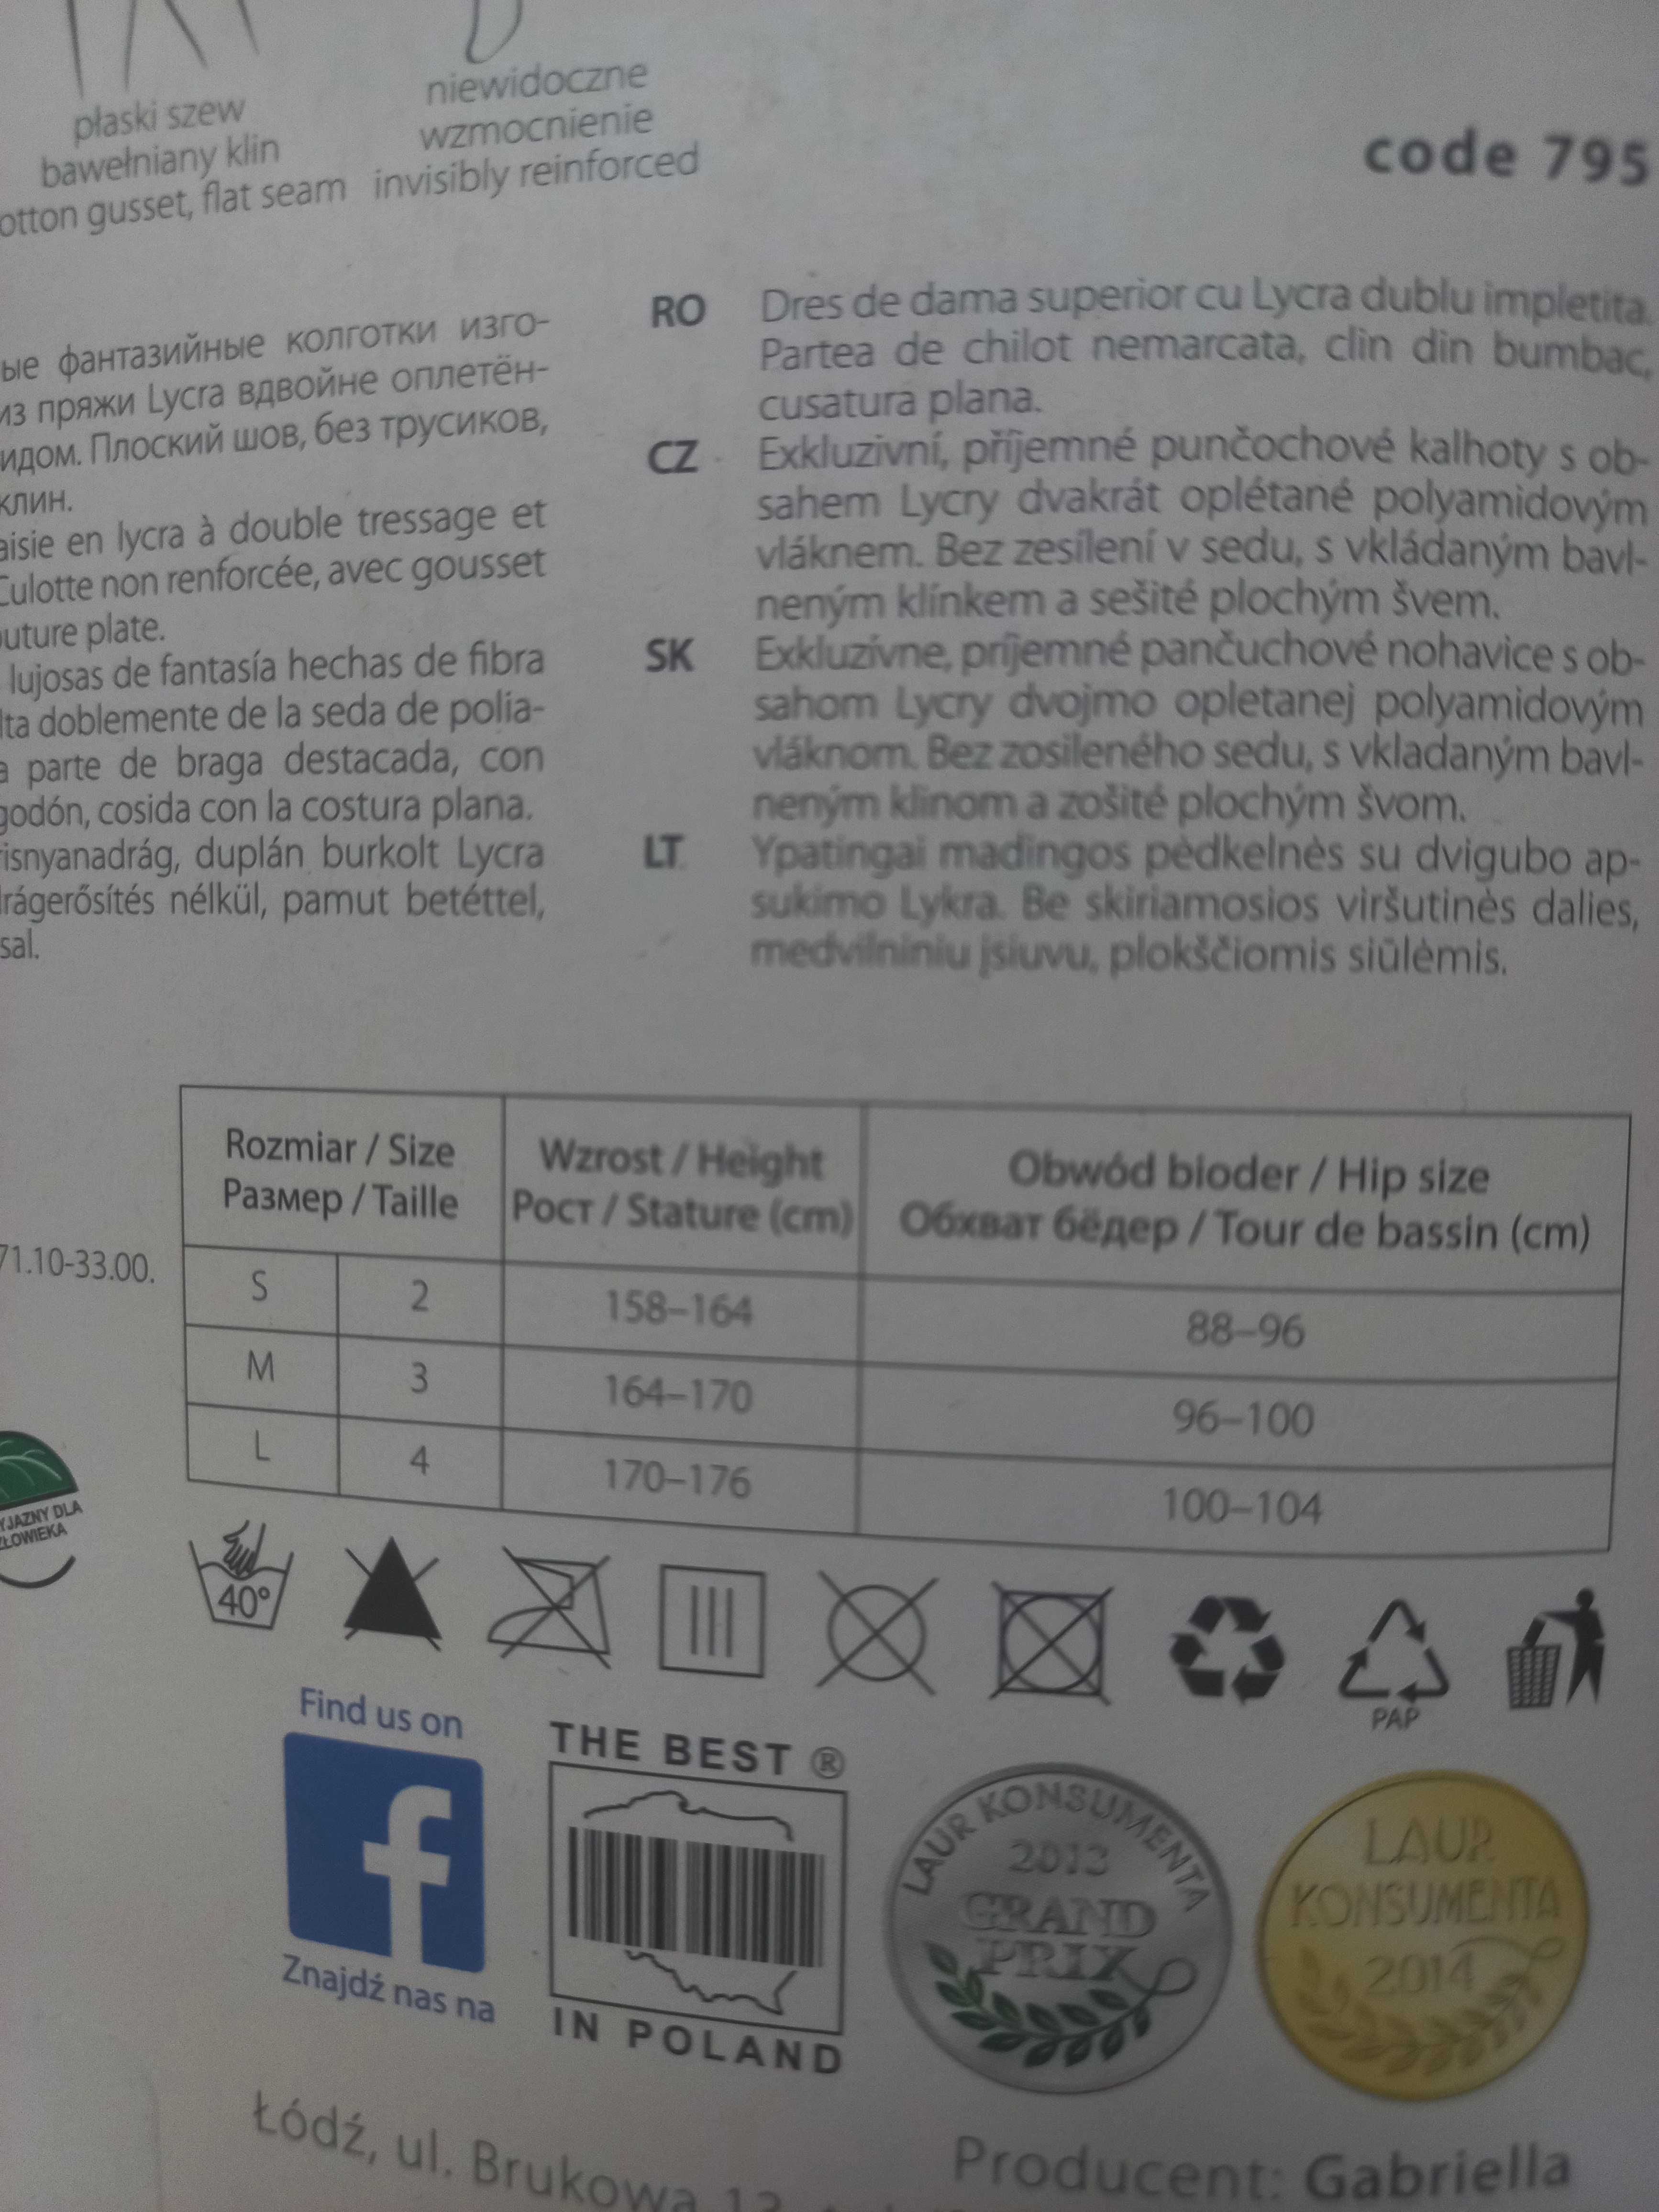 płaski szew
bawełniany klin
otton gusset, flat seam
niewidoczne
wzmocnienie
invisibly reinforced
code 795
ые фантазийные колготки изго-
из пряжи Lycra вдвойне оплетён-
идом. Плоский шов, без трусиков,
клин.
aisie en lycra à double tressage et
Culotte non renforcée, avec gousset
outure plate.
lujosas de fantasía hechas de fibra
lta doblemente de la seda de polia-
a parte de braga destacada, con
godón, cosida con la costura plana.
risnyanadrág, duplán burkolt Lycra
drágerősítés nélkül, pamut betéttel,
sal.
RO Dres de dama superior cu Lycra dublu impletita.
Partea de chilot nemarcata, clin din bumbac,
cusatura plana.
CZ Exkluzivní, příjemné punčochové kalhoty s ob-
sahem Lycry dvakrát oplétané polyamidovým
vláknem. Bez zesílení v sedu, s vkládaným bavl-
neným klínkem a sešité plochým švem.
SK Exkluzívne, príjemné pančuchové nohavice s ob-
sahom Lycry dvojmo opletanej polyamidovým
vláknom. Bez zosileného sedu, s vkladaným bavl-
neným klinom a zošité plochým švom.
LT Ypatingai madingos pėdkelnės su dvigubo ap-
sukimo Lykra. Be skiriamosios viršutinės dalies,
medvilniniu įsiuvu, plokščiomis siūlėmis.
71.10-33.00.
Rozmiar / Size
Размер / Taille
Wzrost / Height
Рост / Stature (cm)
Obwód bioder / Hip size
Обхват бёдер / Tour de bassin (cm)
S 2 158–164 88–96
M 3 164–170 96–100
L 4 170–176 100–104
YJAZNY DLA
ZŁOWIEKA
40°
PAP
Find us on
f
Znajdź nas na
THE BEST ®
IN POLAND
LAUR KONSUMENTA
2013
GRAND
PRIX
LAUR
KONSUMENTA
2014
Łódź, ul. Brukowa 12
Producent: Gabriella